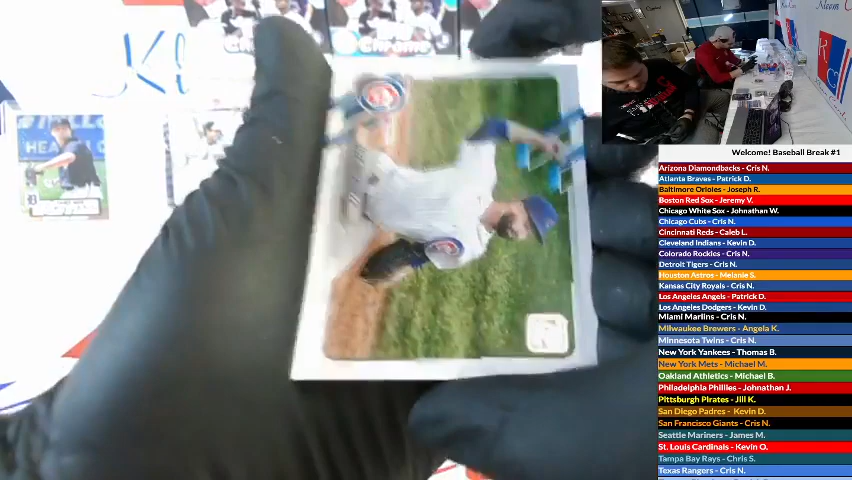 Chrome
Welcome! Baseball Break #1
Arizona Diamondbacks - Cris N.
Atlanta Braves - Patrick D.
Baltimore Orioles - Joseph R.
Boston Red Sox - Jeremy V.
Chicago White Sox - Johnathan W.
Chicago Cubs - Cris N.
Cincinnati Reds - Caleb L.
Cleveland Indians - Kevin D.
Colorado Rockies - Cris N.
Detroit Tigers - Cris N.
Houston Astros - Melanie S.
Kansas City Royals - Cris N.
Los Angeles Angels - Patrick D.
Los Angeles Dodgers - Kevin D.
Miami Marlins - Cris N.
Milwaukee Brewers - Angela K.
Minnesota Twins - Cris N.
New York Yankees - Thomas B.
New York Mets - Michael M.
Oakland Athletics - Michael B.
Philadelphia Phillies - Johnathan J.
Pittsburgh Pirates - Jill K.
San Diego Padres - Kevin D.
San Francisco Giants - Cris N.
Seattle Mariners - James M.
St. Louis Cardinals - Kevin O.
Tampa Bay Rays - Chris S.
Texas Rangers - Cris N.